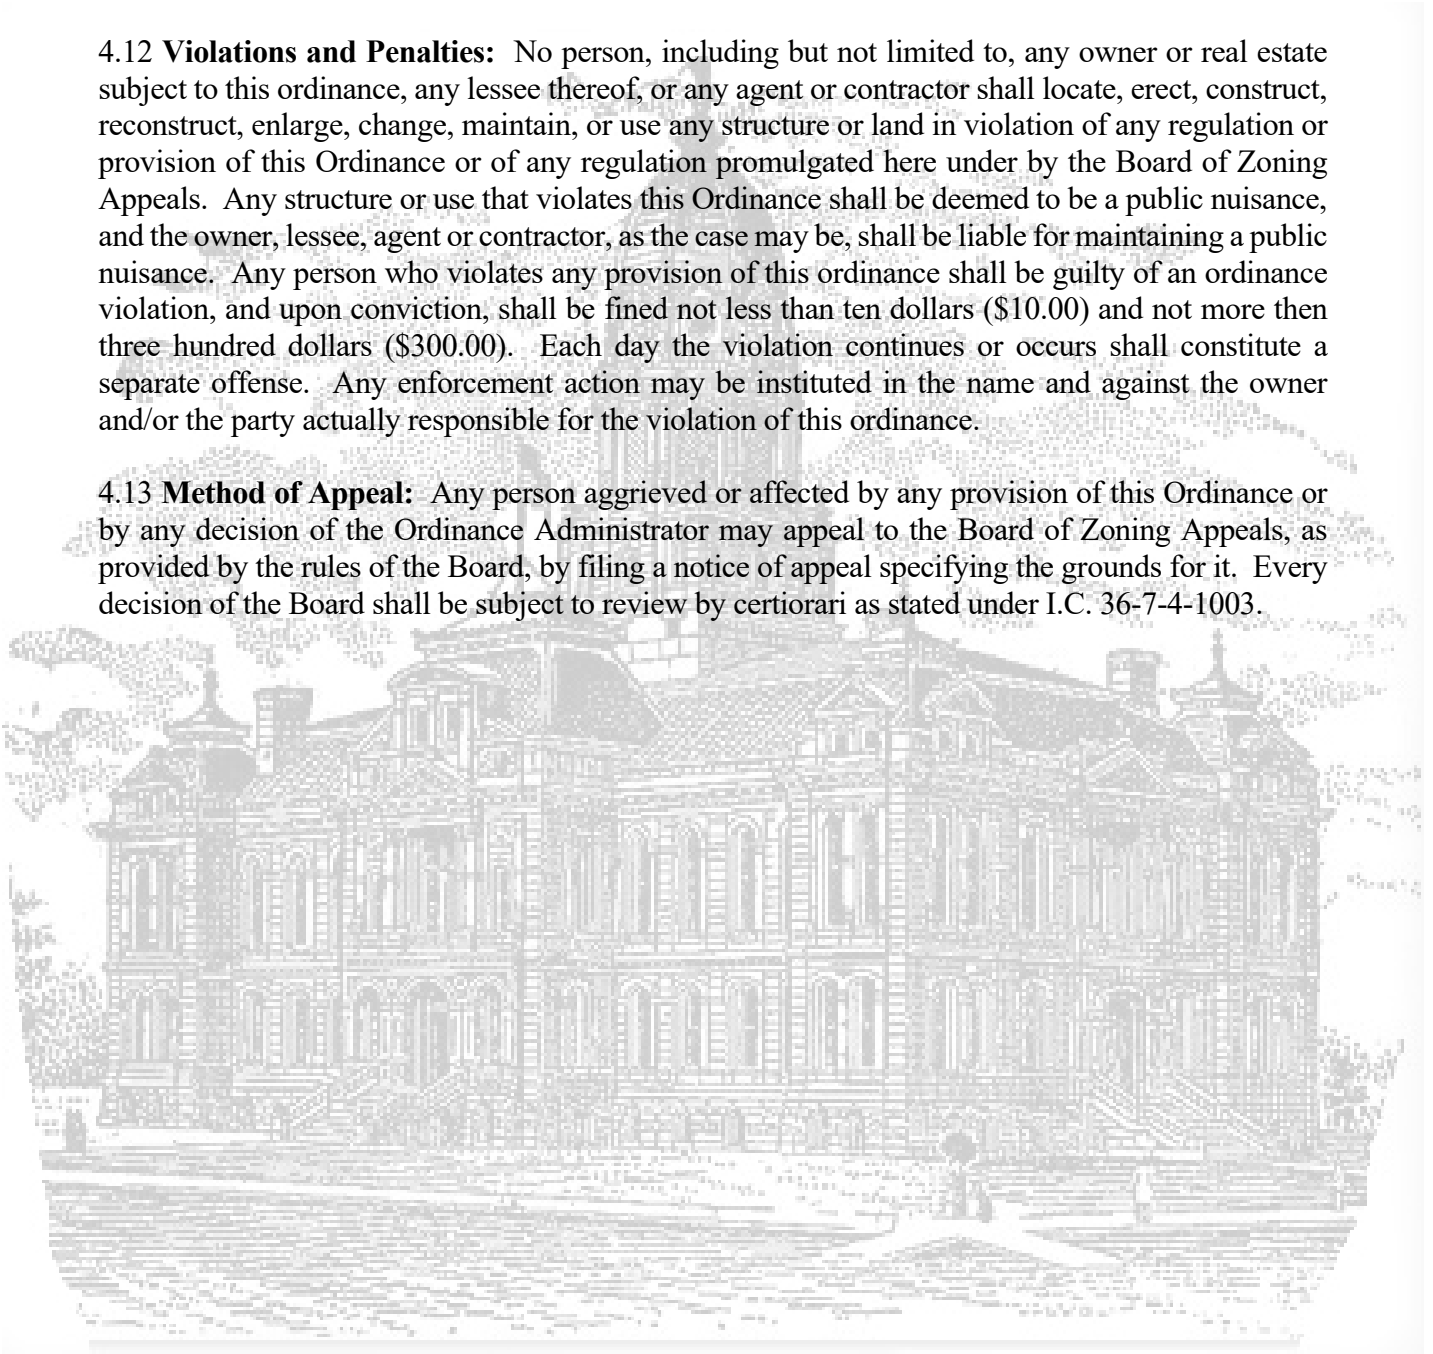 4.12 Violations and Penalties: No person, including but not limited to, any owner or real estate
subject to this ordinance, any lessee thereof, or any agent or contractor shall locate, erect, construct,
reconstruct, enlarge, change, maintain, or use any structure or land in violation of any regulation or
provision of this Ordinance or of any regulation promulgated here under by the Board of Zoning
Appeals. Any structure or use that violates this Ordinance shall be deemed to be a public nuisance,
and the owner, lessee, agent or contractor, as the case may be, shall be liable for maintaining a public
nuisance. Any person who violates any provision of this ordinance shall be guilty of an ordinance
violation, and upon conviction, shall be fined not less than ten dollars ($10.00) and not more then
three hundred dollars ($300.00). Each day the violation continues or occurs shall constitute a
separate offense. Any enforcement action may be instituted in the name and against the owner
and/or the party actually responsible for the violation of this ordinance.
4.13 Method of Appeal: Any person aggrieved or affected by any provision of this Ordinance or
by any decision of the Ordinance Administrator may appeal to the Board of Zoning Appeals, as
provided by the rules of the Board, by filing a notice of appeal specifying the grounds for it. Every
decision of the Board shall be subject to review by certiorari as stated under I.C. 36-7-4-1003.